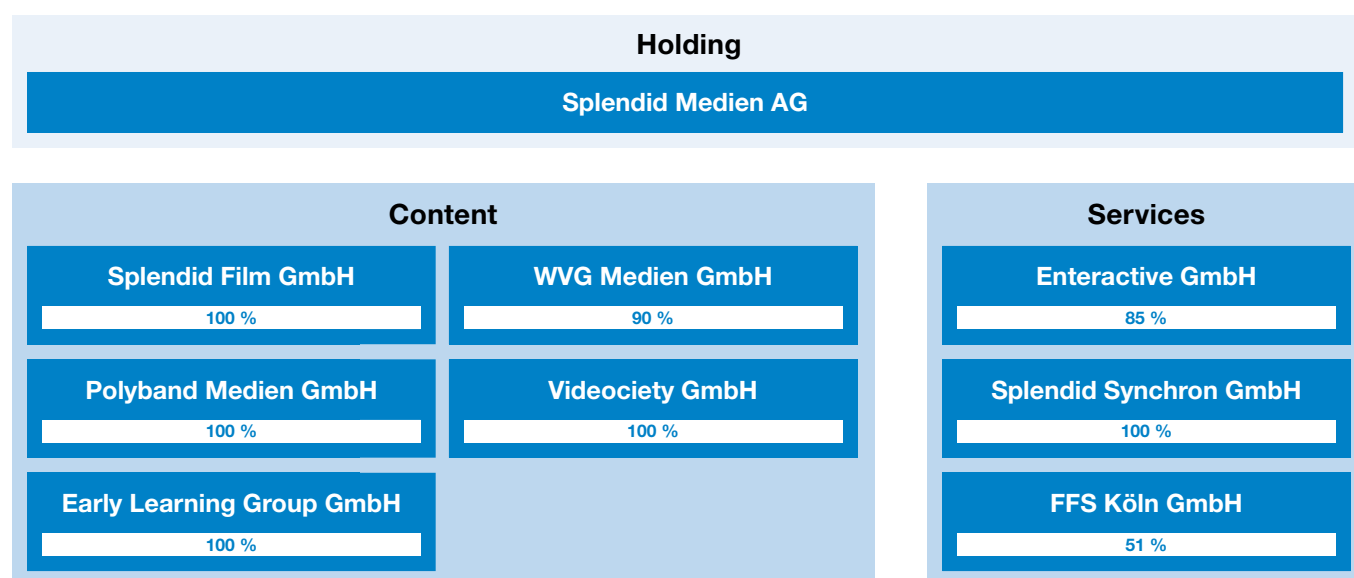 Holding
Splendid Medien AG
Content
Splendid Film GmbH
100 %
WVG Medien GmbH
90 %
Polyband Medien GmbH
100 %
Videociety GmbH
100 %
Early Learning Group GmbH
100 %
Services
Enteractive GmbH
85 %
Splendid Synchron GmbH
100 %
FFS Köln GmbH
51 %